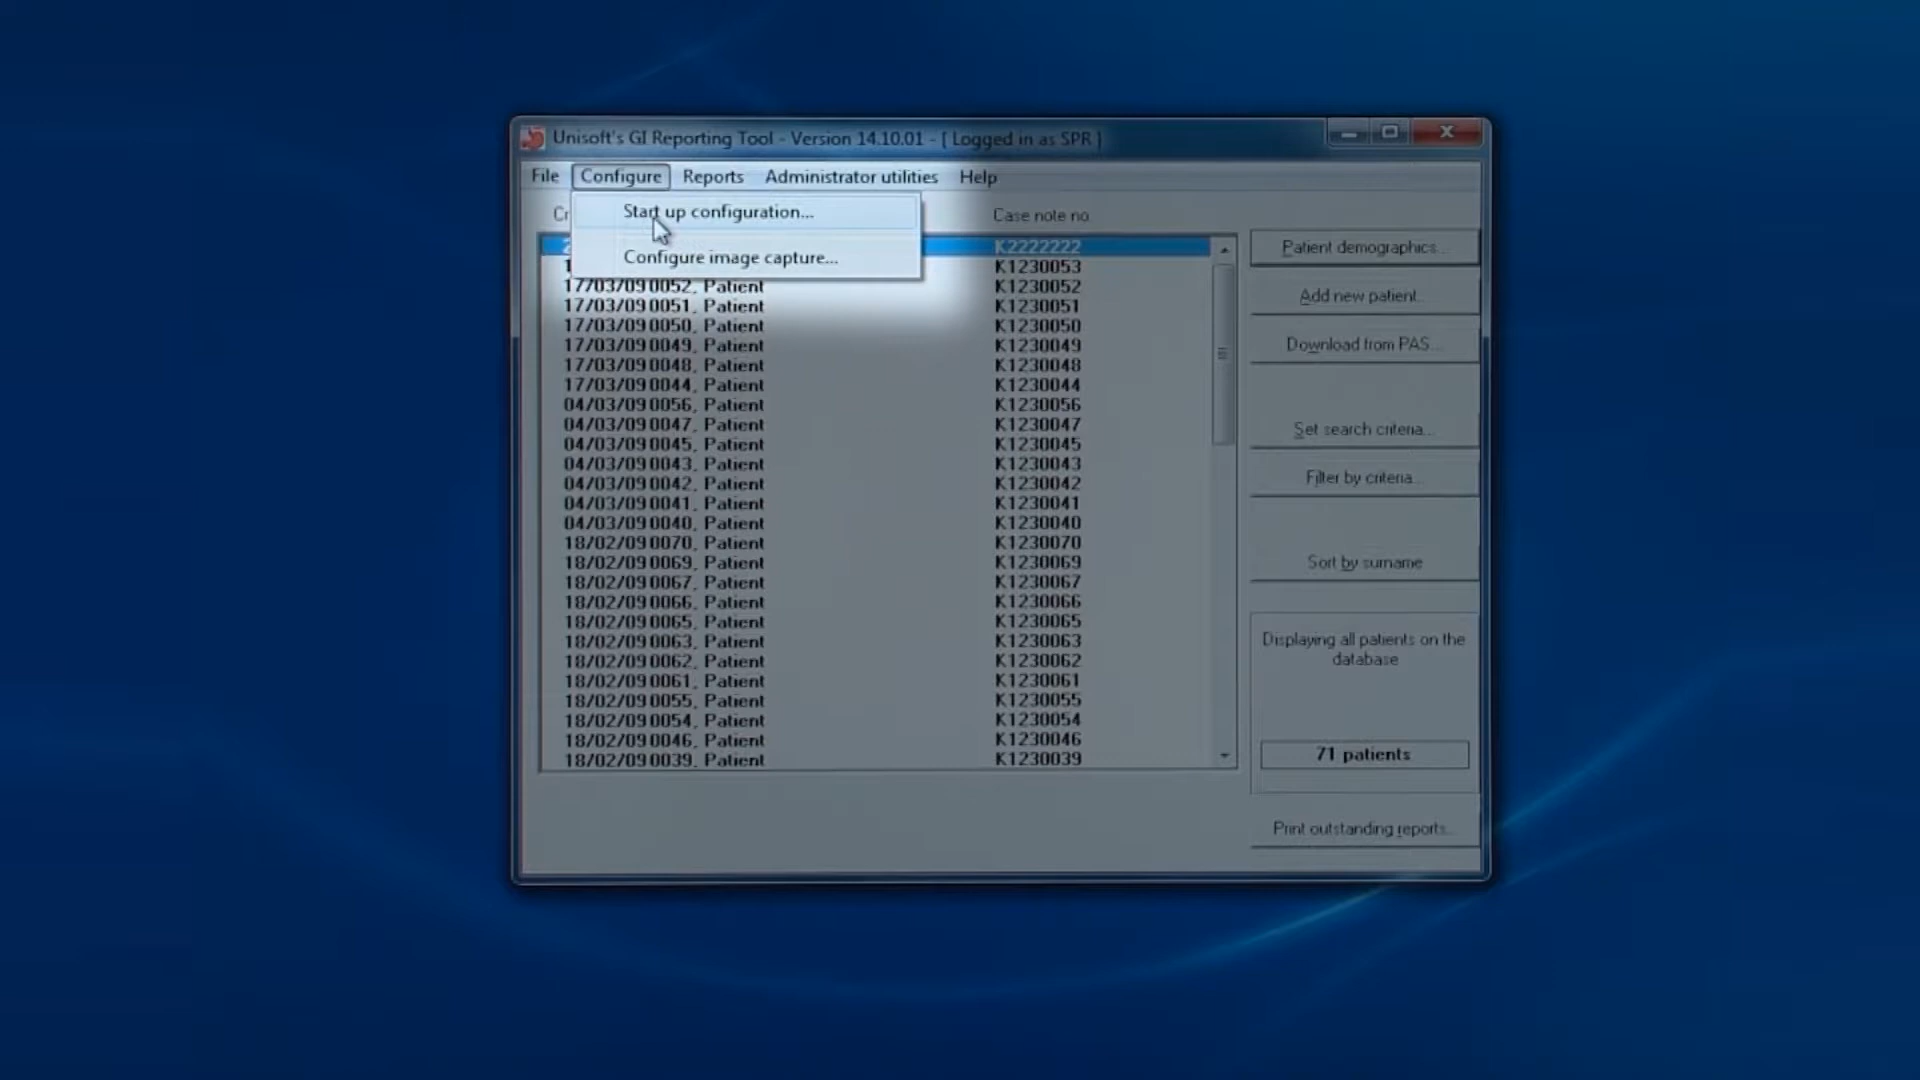 Unisoft's GI Reporting Tool - Version 14.10.01 - [ Logged in as SPR ]
File Configure Reports Administrator utilities Help
Start up configuration...
Configure image capture...
Case note no
K2222222
K1230053
17/03/09 0052, Patient K1230052
17/03/09 0051, Patient K1230051
17/03/09 0050, Patient K1230050
17/03/09 0049, Patient K1230049
17/03/09 0048, Patient K1230048
17/03/09 0044, Patient K1230044
04/03/09 0056, Patient K1230056
04/03/09 0047, Patient K1230047
04/03/09 0045, Patient K1230045
04/03/09 0043, Patient K1230043
04/03/09 0042, Patient K1230042
04/03/09 0041, Patient K1230041
04/03/09 0040, Patient K1230040
18/02/09 0070, Patient K1230070
18/02/09 0069, Patient K1230069
18/02/09 0067, Patient K1230067
18/02/09 0066, Patient K1230066
18/02/09 0065, Patient K1230065
18/02/09 0063, Patient K1230063
18/02/09 0062, Patient K1230062
18/02/09 0061, Patient K1230061
18/02/09 0055, Patient K1230055
18/02/09 0054, Patient K1230054
18/02/09 0046, Patient K1230046
18/02/09 0039, Patient K1230039
Patient demographics...
Add new patient...
Download from PAS...
Set search criteria...
Filter by criteria...
Sort by surname
Displaying all patients on the
database
71 patients
Print outstanding reports...